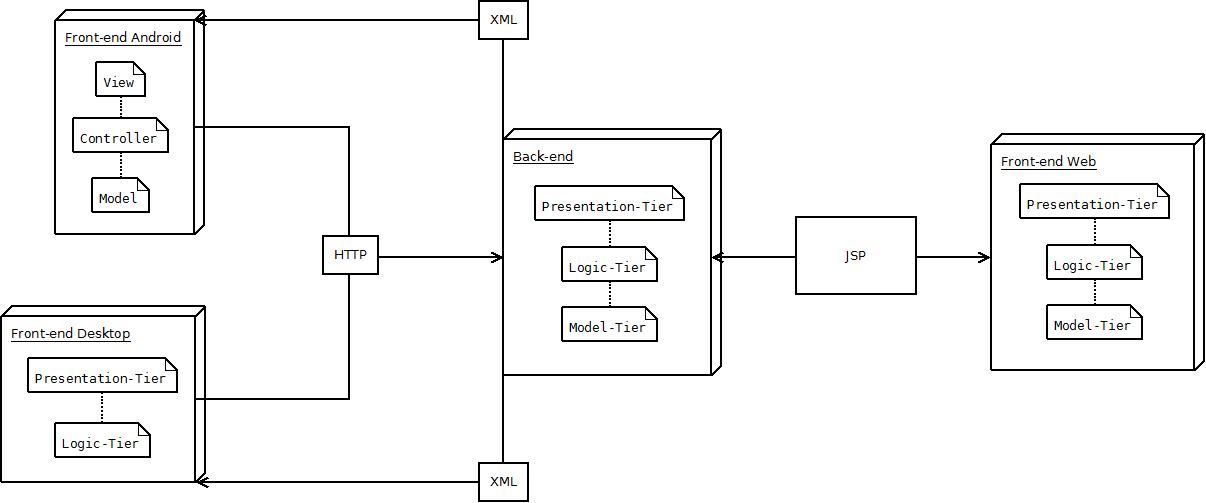 XML
Front-end Android
View
Controller
Model
HTTP
Back-end
Presentation-Tier
Logic-Tier
Model-Tier
JSP
Front-end Web
Presentation-Tier
Logic-Tier
Model-Tier
Front-end Desktop
Presentation-Tier
Logic-Tier
XML